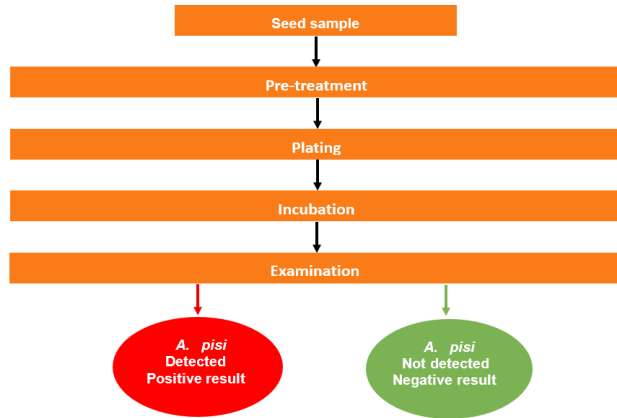 Seed sample
Pre-treatment
Plating
Incubation
Examination
A. pisi
Detected
Positive result
A. pisi
Not detected
Negative result